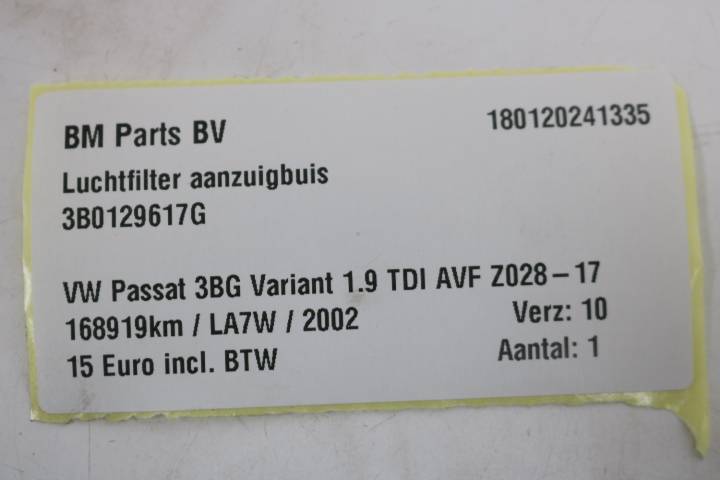 BM Parts BV 180120241335
Luchtfilter aanzuigbuis
3B0129617G
VW Passat 3BG Variant 1.9 TDI AVF Z028-17
168919km / LA7W / 2002 Verz: 10
15 Euro incl. BTW Aantal: 1